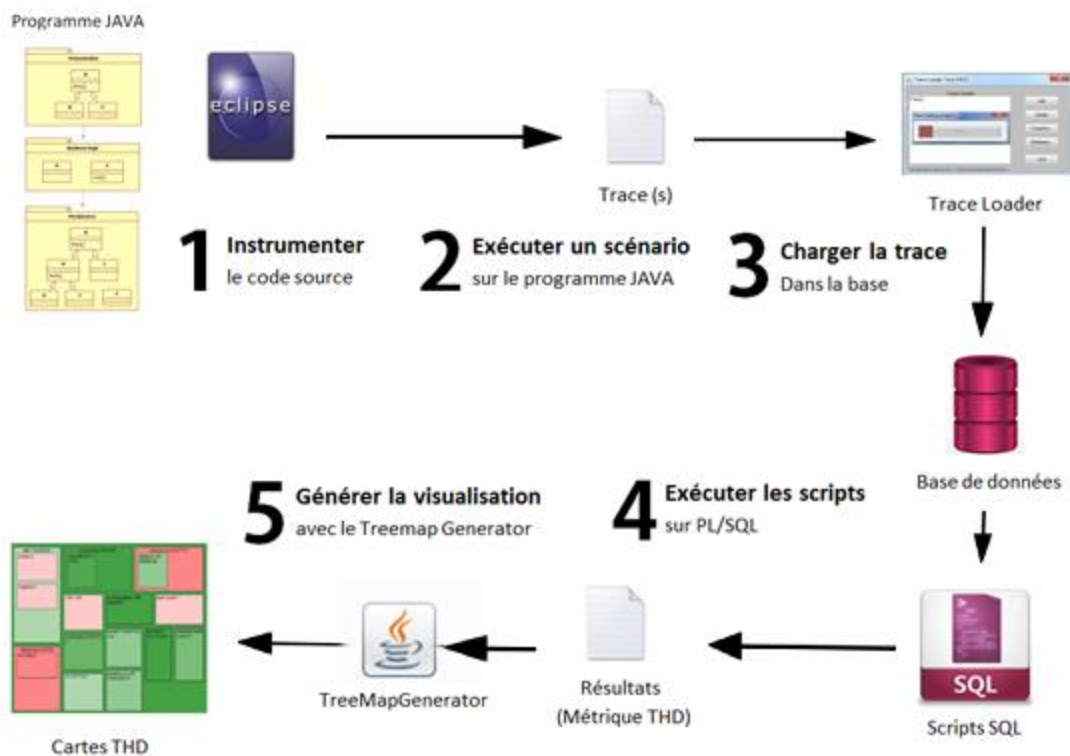 Programme JAVA
eclipse
Trace (s)
Trace Loader
1 Instrumenter
le code source
2 Exécuter un scénario
sur le programme JAVA
3 Charger la trace
Dans la base
Base de données
5 Générer la visualisation
avec le Treemap Generator
4 Exécuter les scripts
sur PL/SQL
SQL
Scripts SQL
Résultats
(Métrique THD)
TreeMapGenerator
Cartes THD